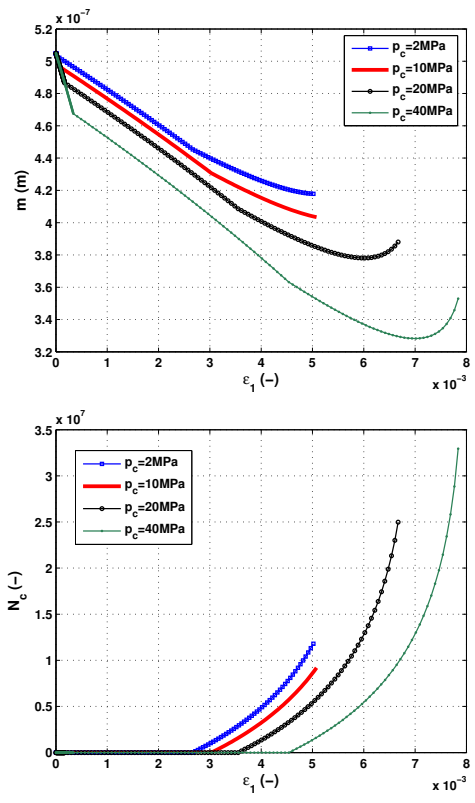 x 10⁻⁷
5.2
5
4.8
4.6
4.4
4.2
4
3.8
3.6
3.4
3.2
m (m)
p_c=2MPa
p_c=10MPa
p_c=20MPa
p_c=40MPa
0 1 2 3 4 5 6 7 8
ε₁ (−)
x 10⁻³
x 10⁷
3.5
3
2.5
2
1.5
1
0.5
0
N_c (−)
p_c=2MPa
p_c=10MPa
p_c=20MPa
p_c=40MPa
0 1 2 3 4 5 6 7 8
ε₁ (−)
x 10⁻³